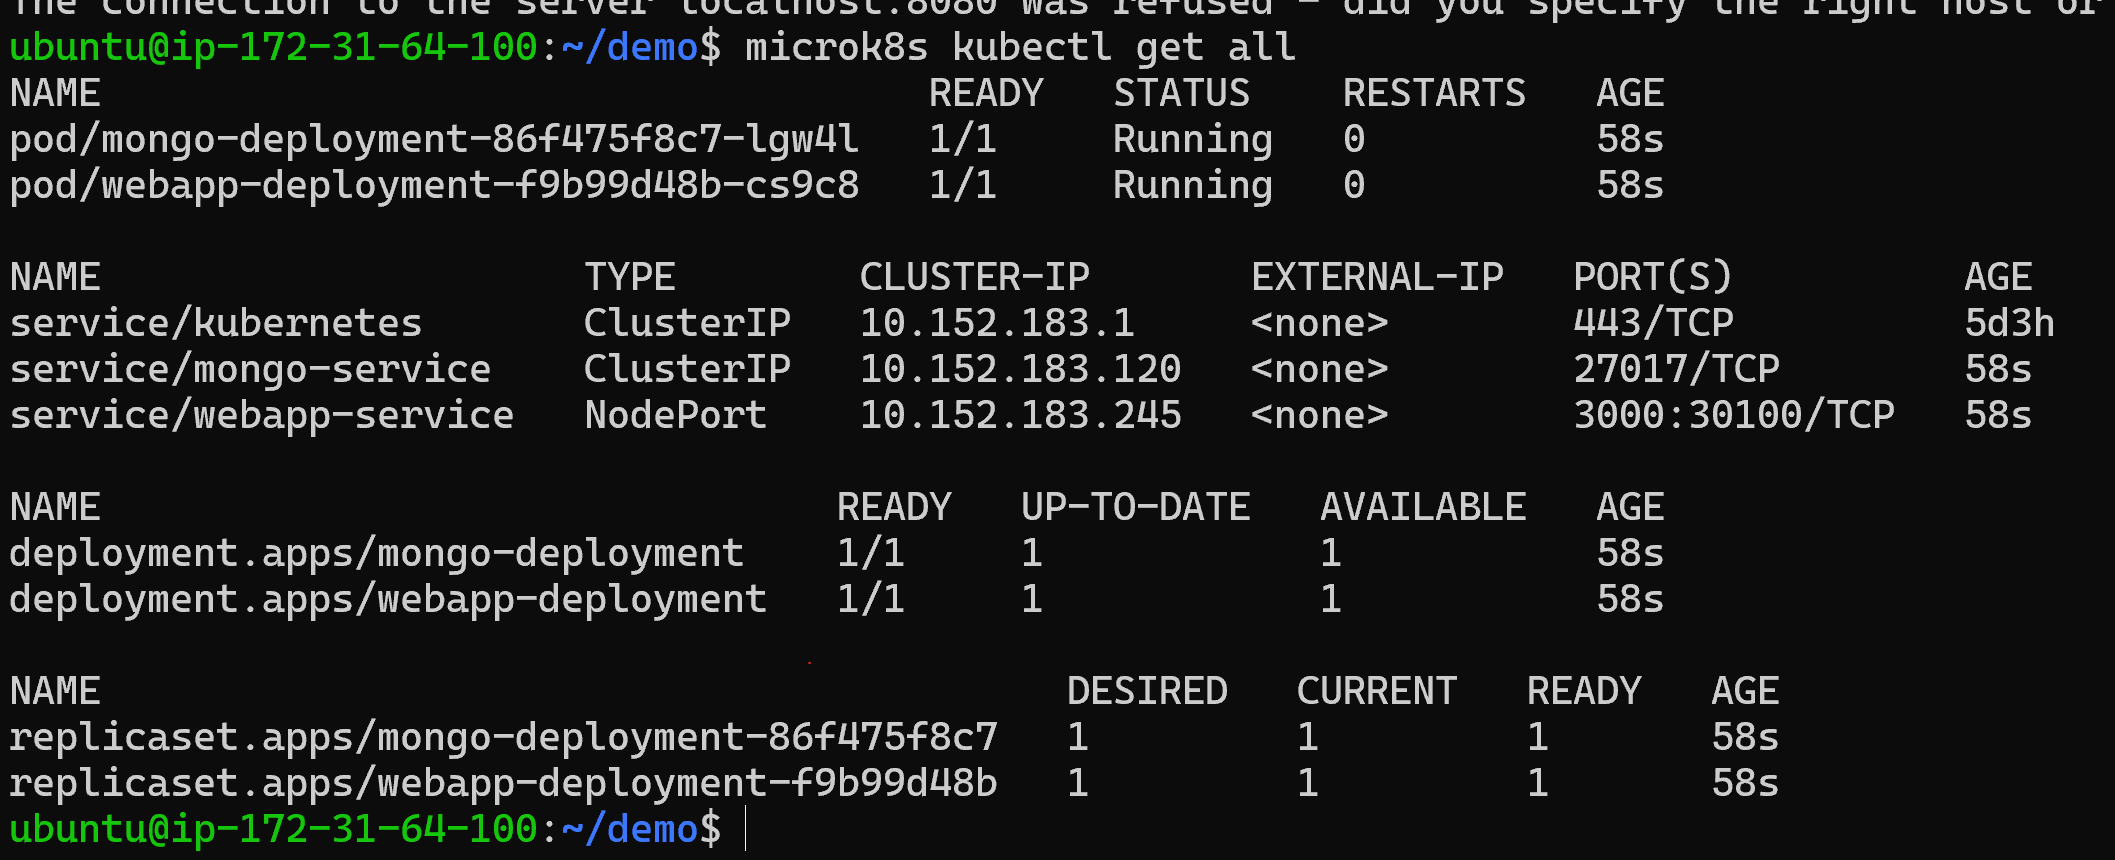 The connection to the server localhost:8080 was refused - did you specify the right host or
ubuntu@ip-172-31-64-100:~/demo$ microk8s kubectl get all
NAME READY STATUS RESTARTS AGE
pod/mongo-deployment-86f475f8c7-lgw4l 1/1 Running 0 58s
pod/webapp-deployment-f9b99d48b-cs9c8 1/1 Running 0 58s
NAME TYPE CLUSTER-IP EXTERNAL-IP PORT(S) AGE
service/kubernetes ClusterIP 10.152.183.1 <none> 443/TCP 5d3h
service/mongo-service ClusterIP 10.152.183.120 <none> 27017/TCP 58s
service/webapp-service NodePort 10.152.183.245 <none> 3000:30100/TCP 58s
NAME READY UP-TO-DATE AVAILABLE AGE
deployment.apps/mongo-deployment 1/1 1 1 58s
deployment.apps/webapp-deployment 1/1 1 1 58s
NAME DESIRED CURRENT READY AGE
replicaset.apps/mongo-deployment-86f475f8c7 1 1 1 58s
replicaset.apps/webapp-deployment-f9b99d48b 1 1 1 58s
ubuntu@ip-172-31-64-100:~/demo$